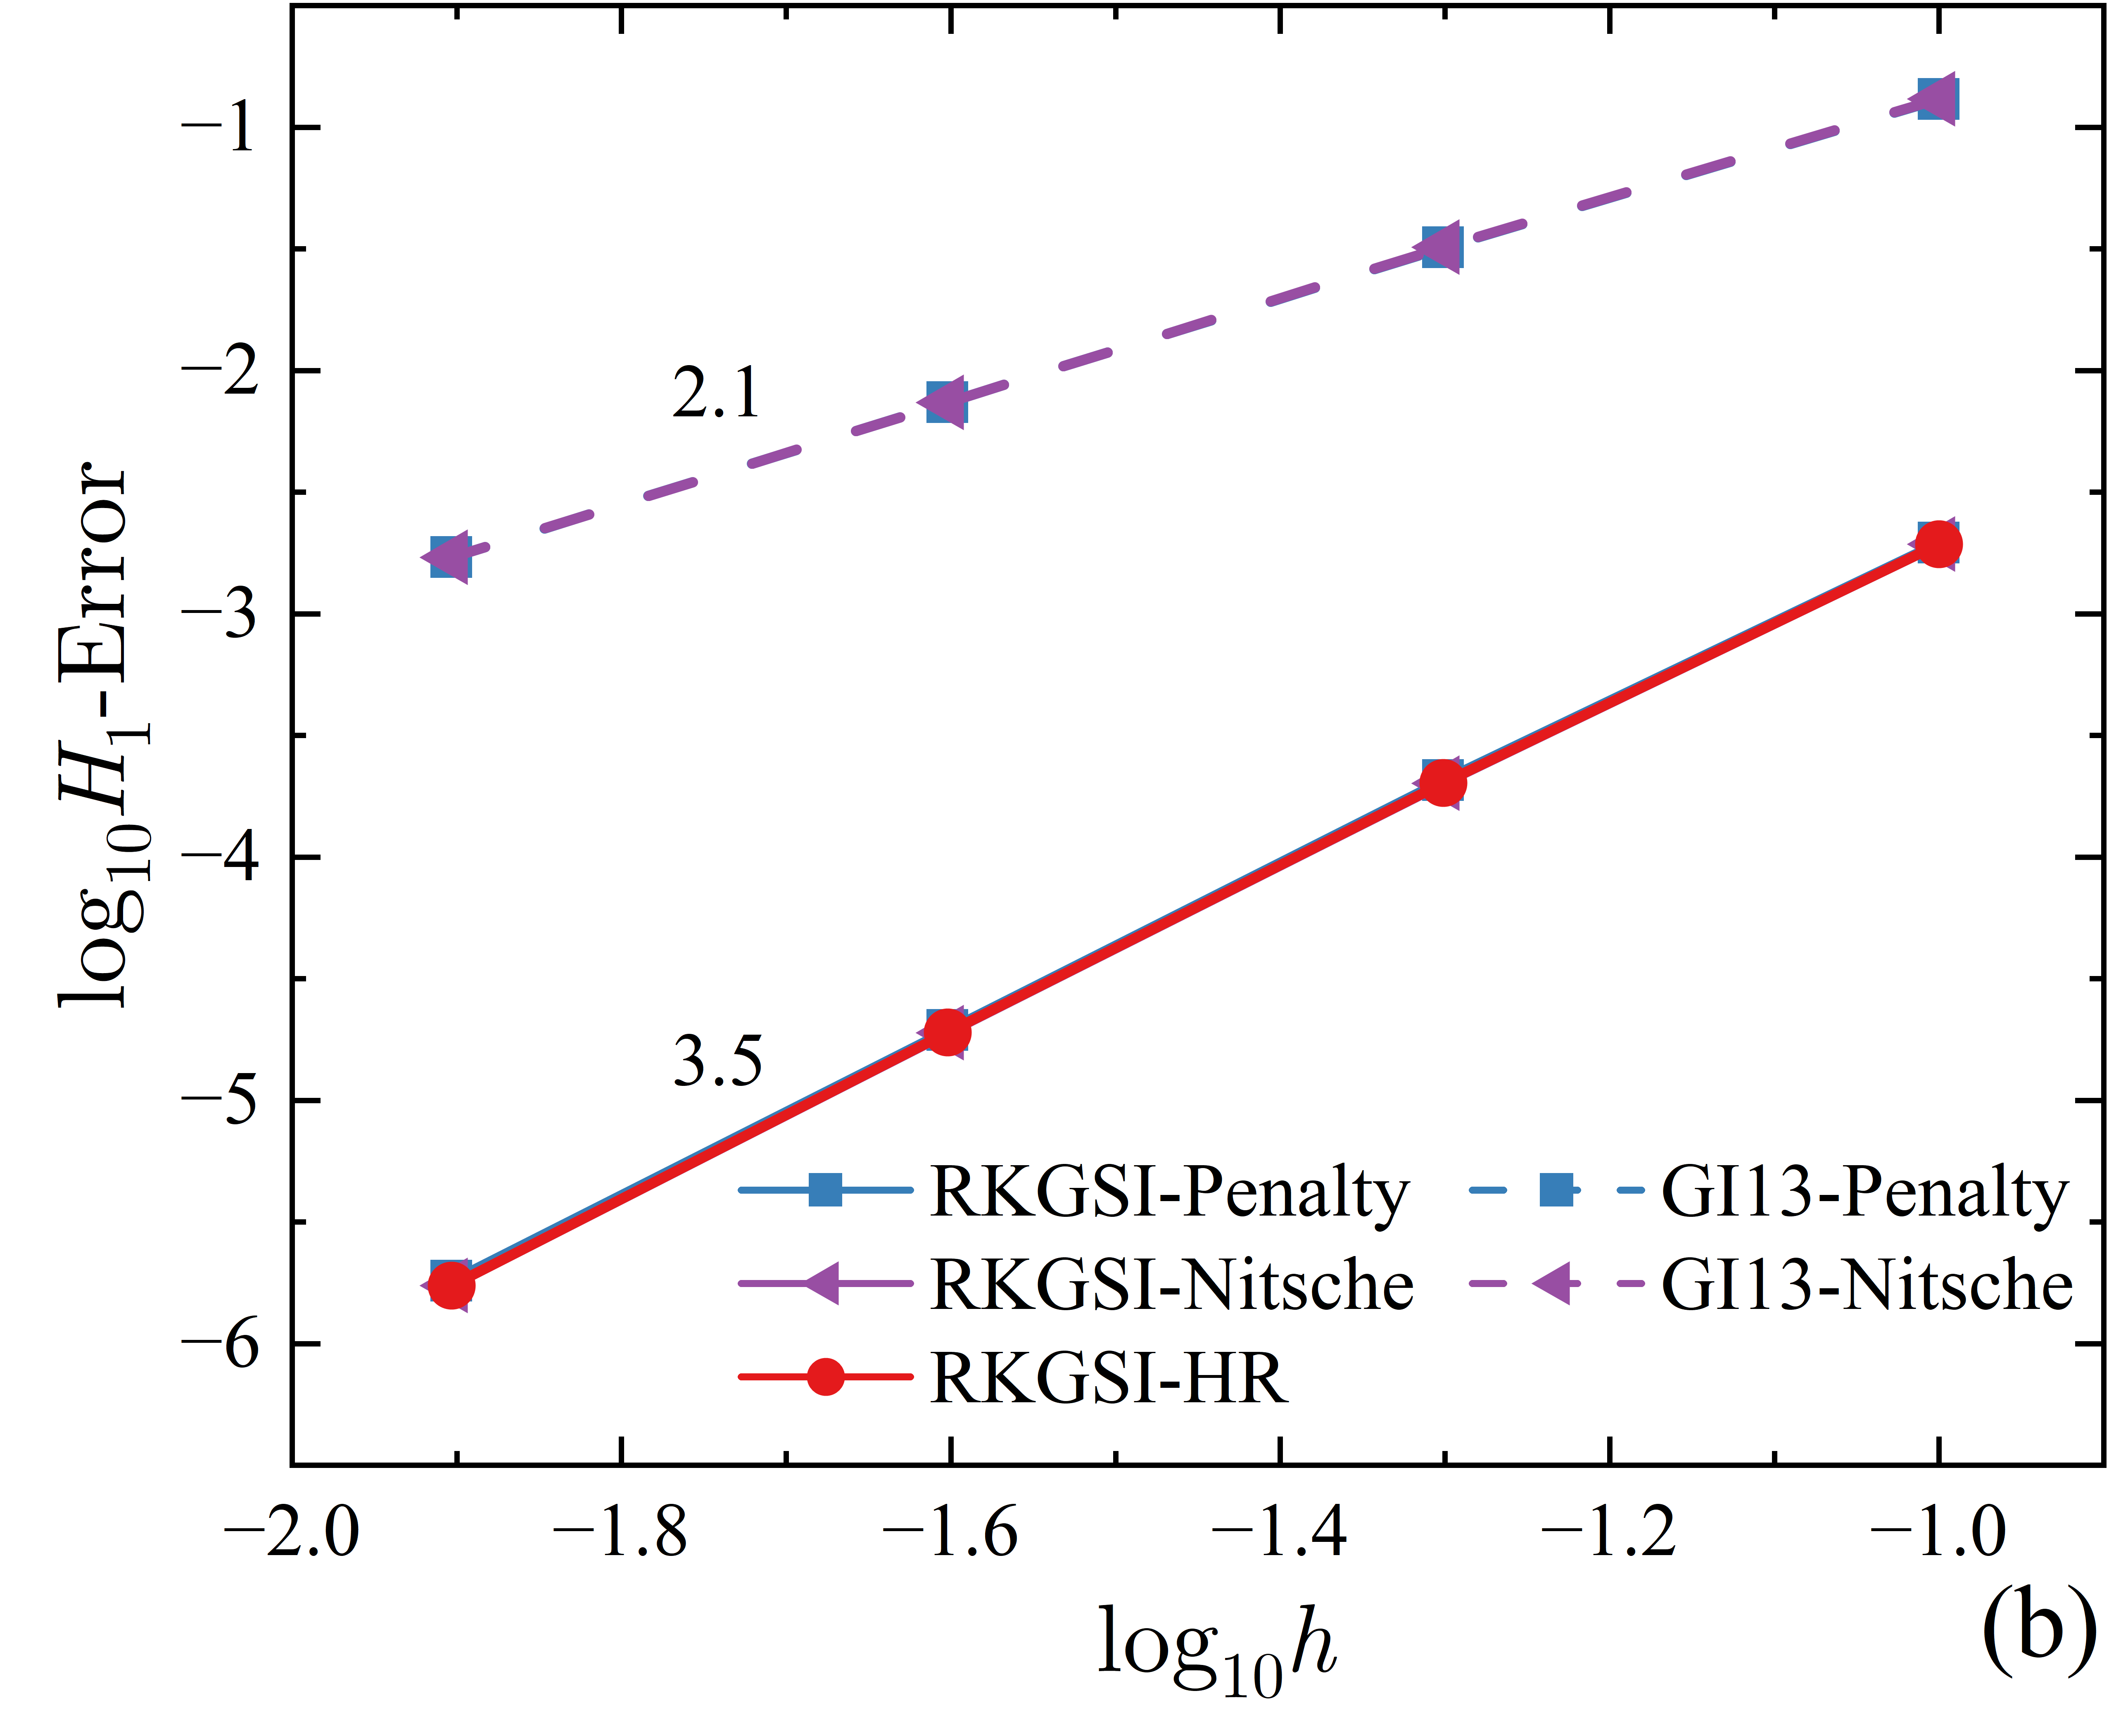 −1
−2
−3
−4
−5
−6
log₁₀H₁-Error
2.1
3.5
RKGSI-Penalty
GI13-Penalty
RKGSI-Nitsche
GI13-Nitsche
RKGSI-HR
−2.0
−1.8
−1.6
−1.4
−1.2
−1.0
log₁₀h
(b)